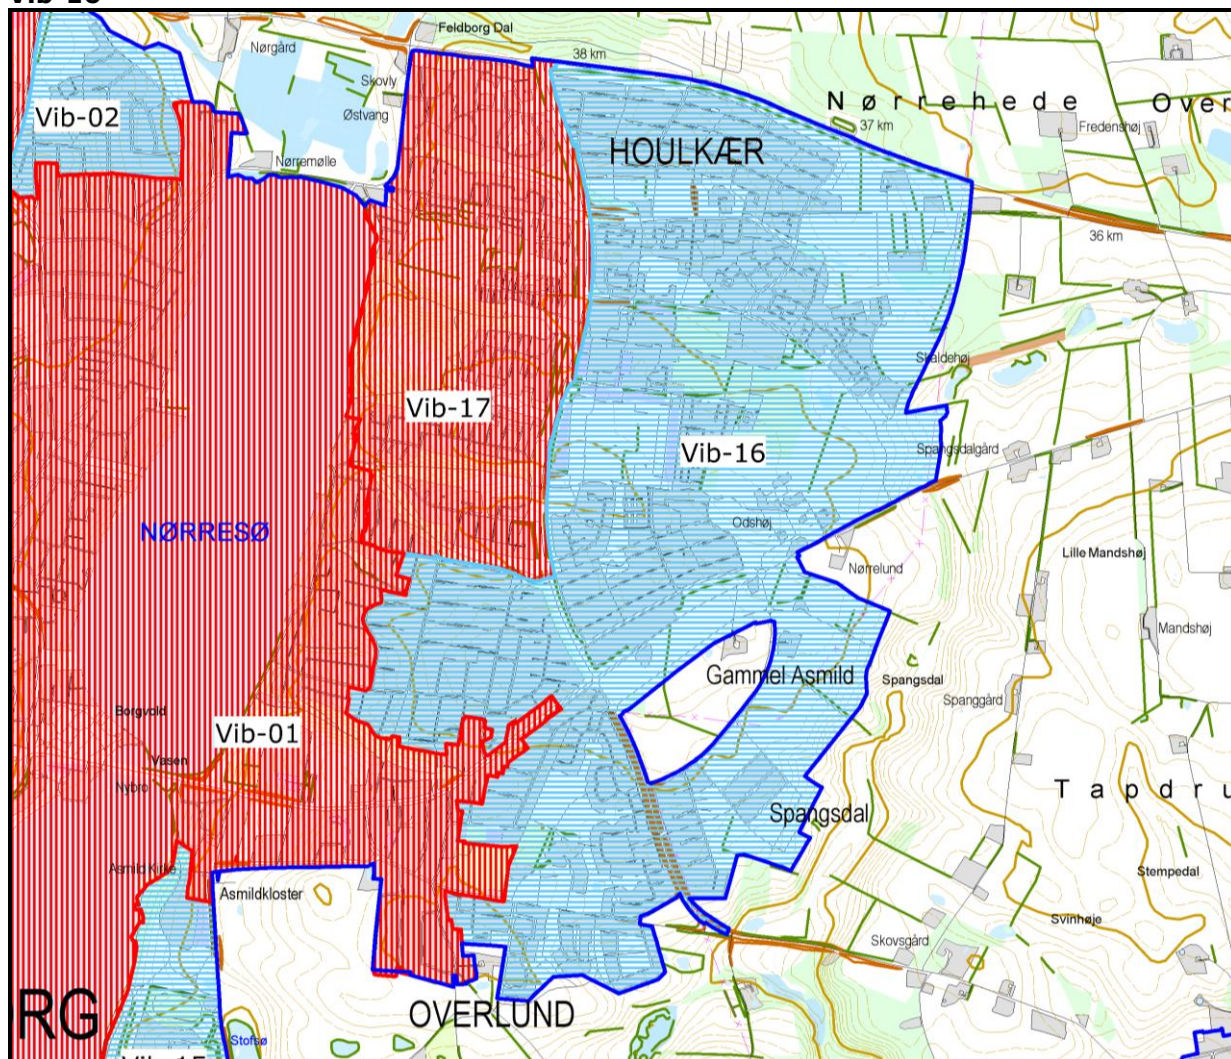 Vib-16
Feldborg Dal
Nørgård
38 km
Skovly
Østvang
Nørrehede
Over
37 km
Fredenshøj
Vib-02
HOULKÆR
Nørremølle
36 km
Skaldehøj
Vib-17
Vib-16
Spangsdalgård
NØRRESØ
Odshøj
Nørrelund
Lille Mandshøj
Mandshøj
Gammel Asmild
Spangsdal
Spanggård
Borgvold
Vib-01
Vasen
Nybro
Tapdru
Spangsdal
Asmild Kirke
Asmildkloster
Stempedal
Svinhøje
Skovsgård
RG
OVERLUND
Stofsø
Vib-15